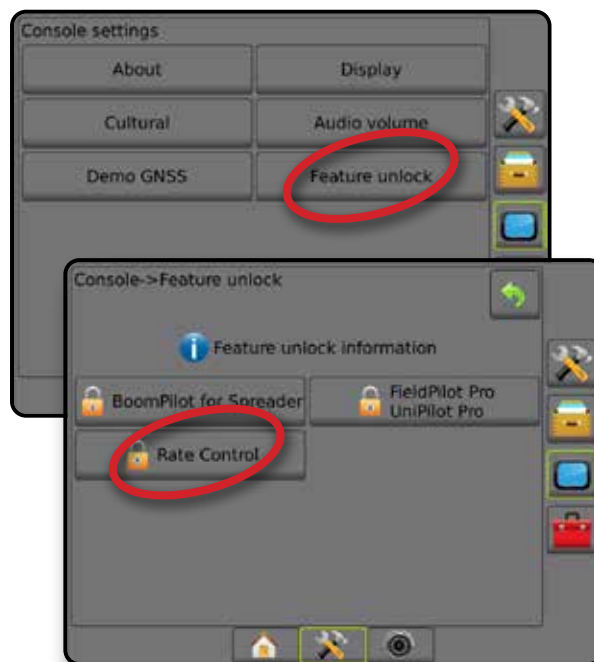 Console settings
About
Display
Cultural
Audio volume
Demo GNSS
Feature unlock
Console->Feature unlock
Feature unlock information
BoomPilot for Spreader
FieldPilot Pro
UniPilot Pro
Rate Control